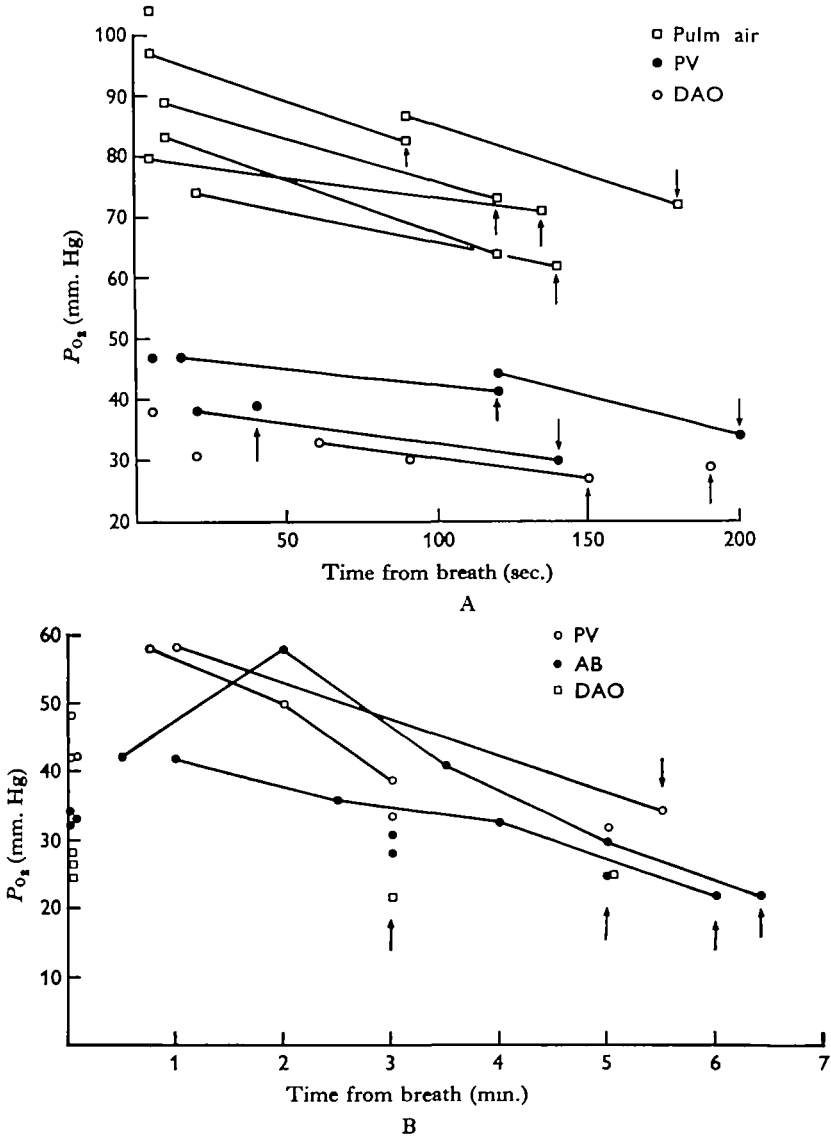 100
90
80
70
60
50
40
30
20
50
100
150
200
P O₂ (mm. Hg)
□ Pulm air
● PV
○ DAO
Time from breath (sec.)
A
60
50
40
30
20
10
1
2
3
4
5
6
7
P O₂ (mm. Hg)
○ PV
● AB
□ DAO
Time from breath (min.)
B